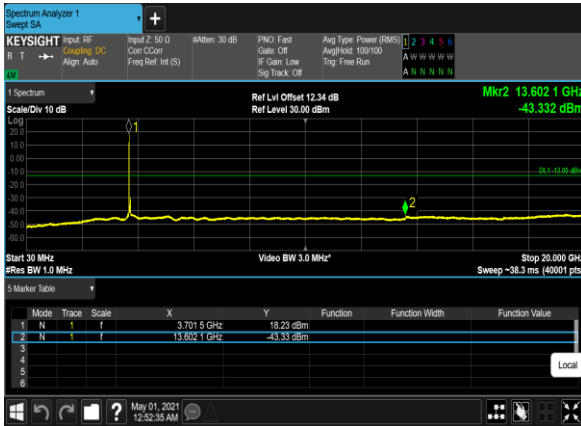 Spectrum Analyzer 1
Swept SA
+
KEYSIGHT Input: RF Input Z: 50 Ω #Atten: 30 dB PNO: Fast Avg Type: Power (RMS) 1 2 3 4 5 6
R T Coupling: DC Corr CCorr Gate: Off Avg|Hold: 100/100 A W W W W W
Align: Auto Freq Ref: Int (S) IF Gain: Low Trig: Free Run
Sig Track: Off A N N N N N
LVI
1 Spectrum Ref Lvl Offset 12.34 dB Mkr2 13.602 1 GHz
Scale/Div 10 dB Ref Level 30.00 dBm -43.332 dBm
Log
20.0
1
10.0
0.00
-10.0
DL1 -13.00 dBm
-20.0
-30.0
2
-40.0
-50.0
-60.0
Start 30 MHz Video BW 3.0 MHz* Stop 20.000 GHz
#Res BW 1.0 MHz Sweep ~38.3 ms (40001 pts)
5 Marker Table
Mode Trace Scale X Y Function Function Width Function Value
1 N 1 f 3.701 5 GHz 18.23 dBm
2 N 1 f 13.602 1 GHz -43.33 dBm
3
4
5
6
Local
? May 01, 2021
12:52:35 AM